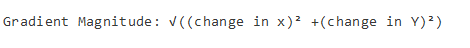 Gradient Magnitude: √((change in x)² +(change in Y)²)